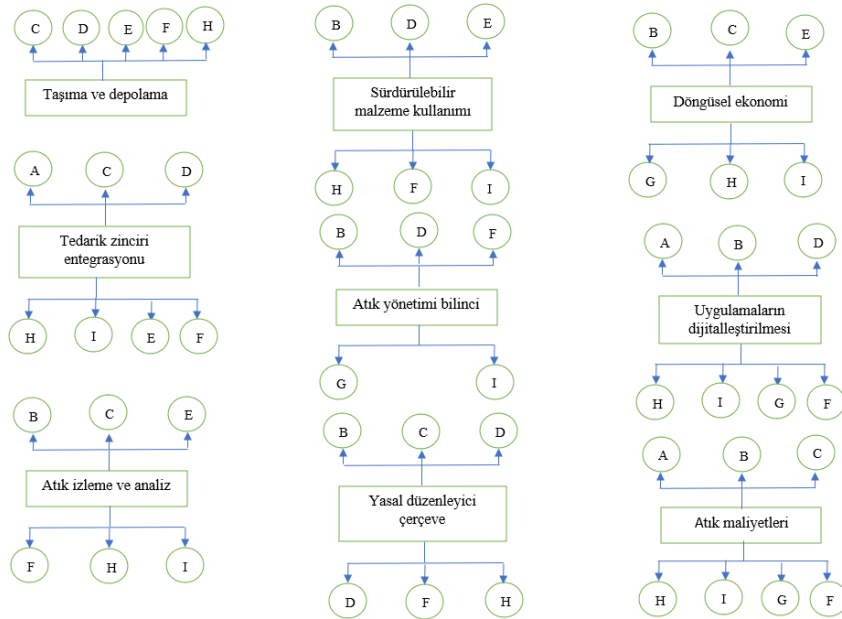 C D E F H
Taşıma ve depolama
A C D
Tedarik zinciri
entegrasyonu
H I E F
B C E
Atık izleme ve analiz
F H I
B D E
Sürdürülebilir
malzeme kullanımı
H F I
B D F
Atık yönetimi bilinci
G I
B C D
Yasal düzenleyici
çerçeve
D F H
B C E
Döngüsel ekonomi
G H I
A B D
Uygulamaların
dijitalleştirilmesi
H I G F
A B C
Atık maliyetleri
H I G F